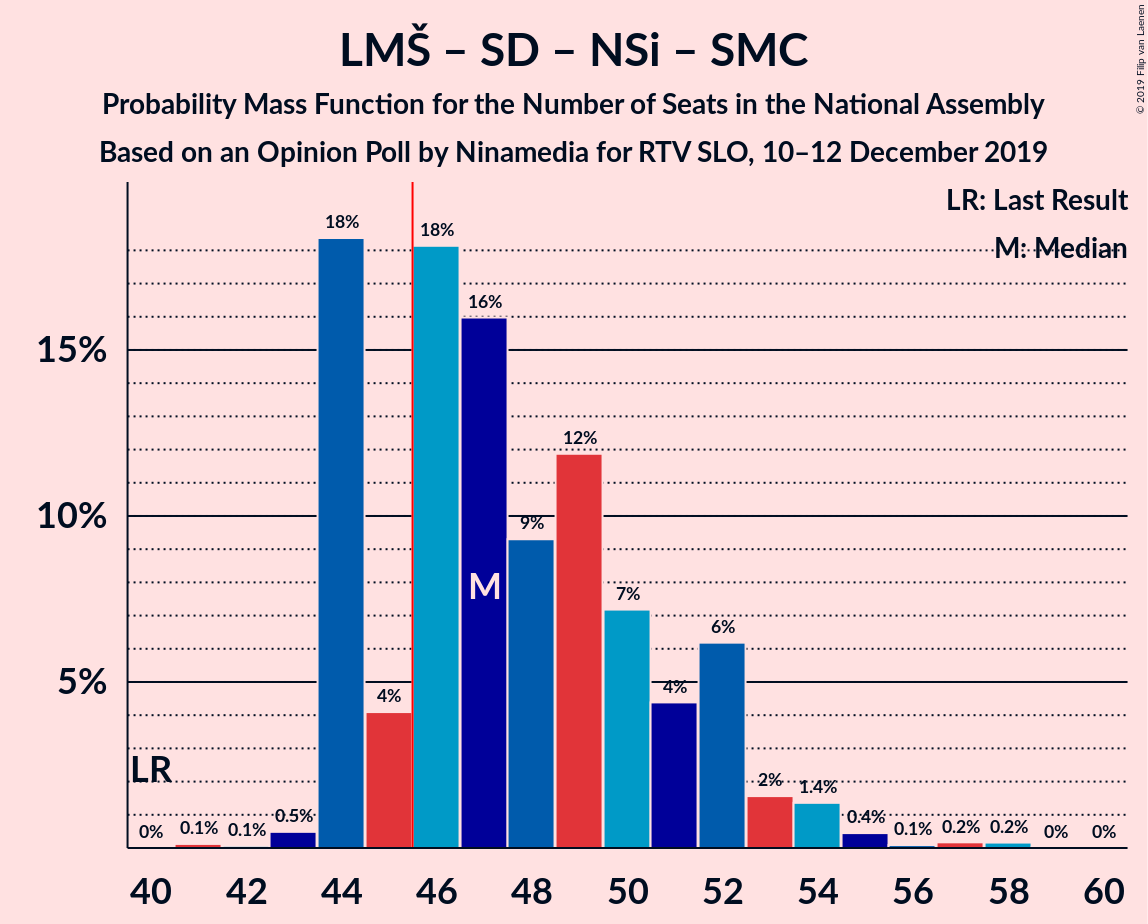 LMŠ – SD – NSi – SMC
Probability Mass Function for the Number of Seats in the National Assembly
Based on an Opinion Poll by Ninamedia for RTV SLO, 10–12 December 2019
© 2019 Filip van Laenen
LR: Last Result
M: Median
15%
10%
5%
LR
M
0%
0.1%
0.1%
0.5%
18%
4%
18%
16%
9%
12%
7%
4%
6%
2%
1.4%
0.4%
0.1%
0.2%
0.2%
0%
0%
40 42 44 46 48 50 52 54 56 58 60